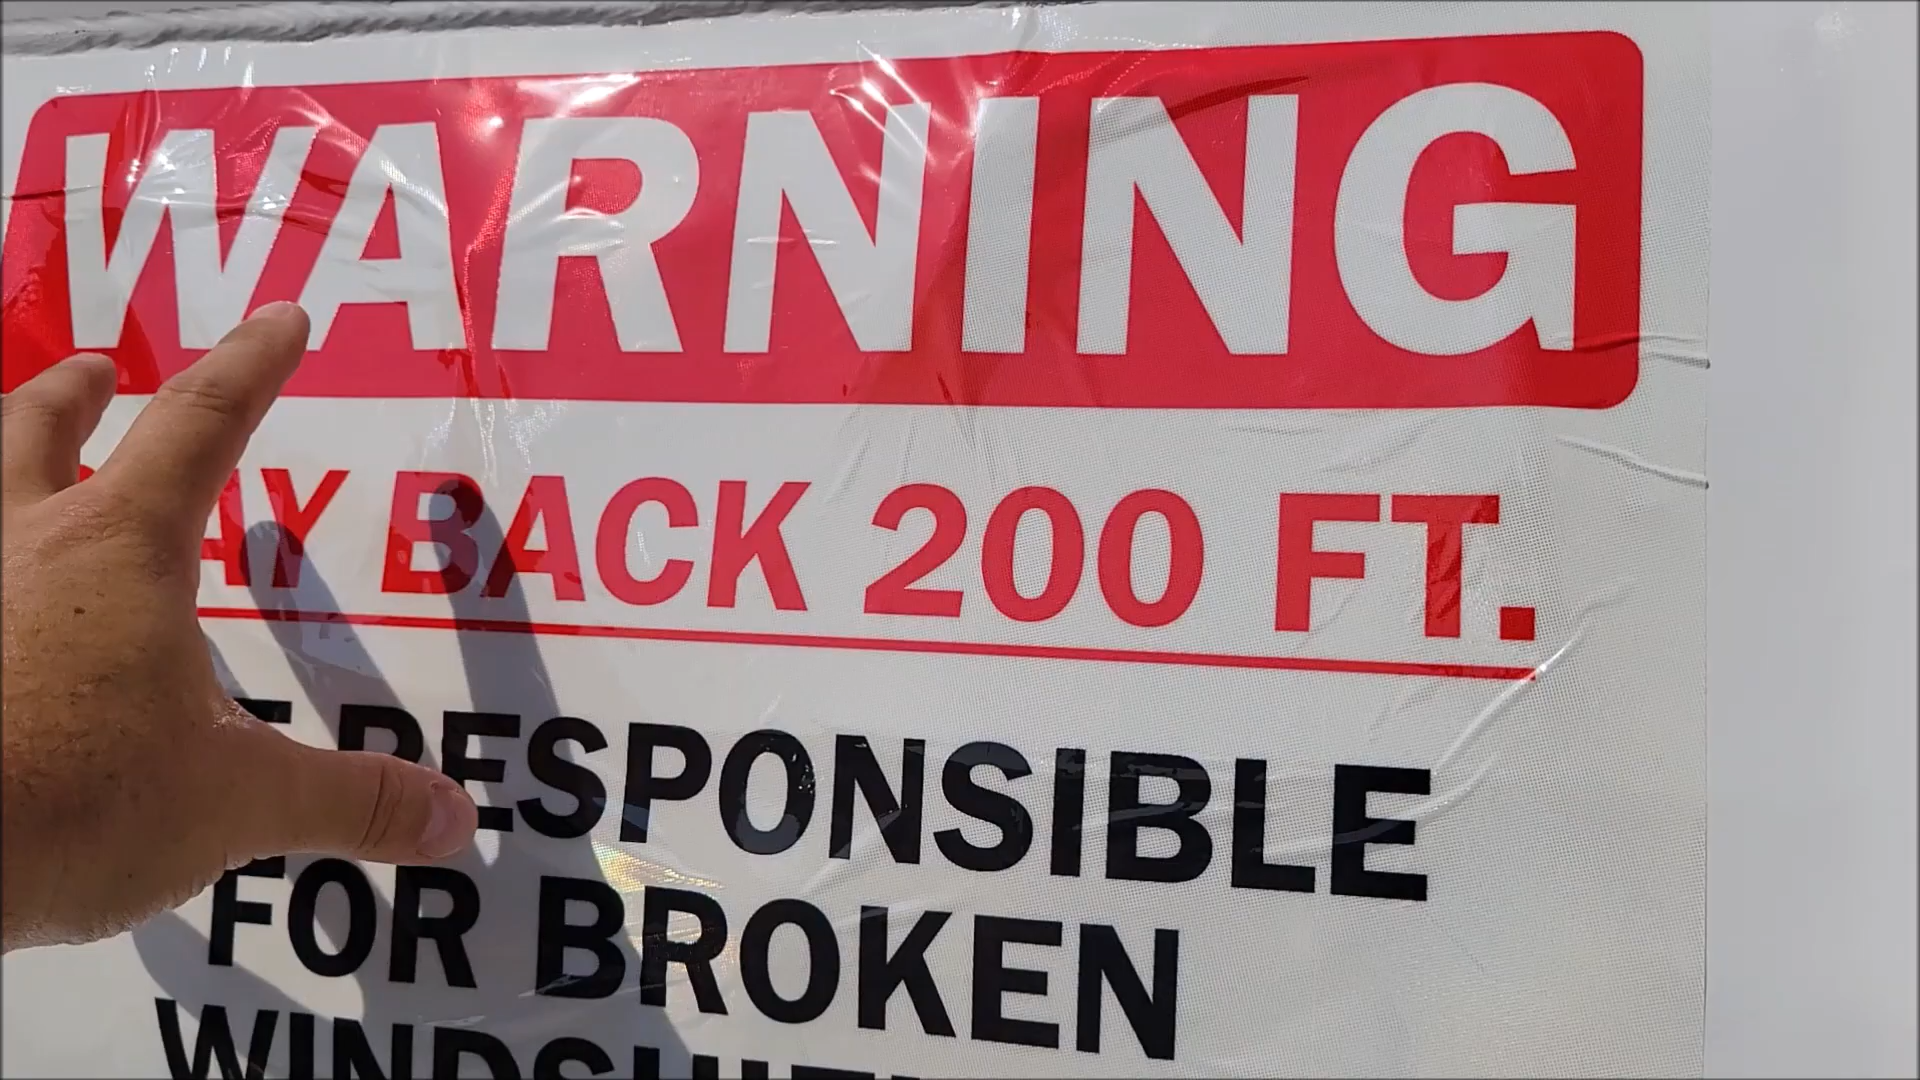 WARNING
BACK 200 FT.
RESPONSIBLE
FOR BROKEN